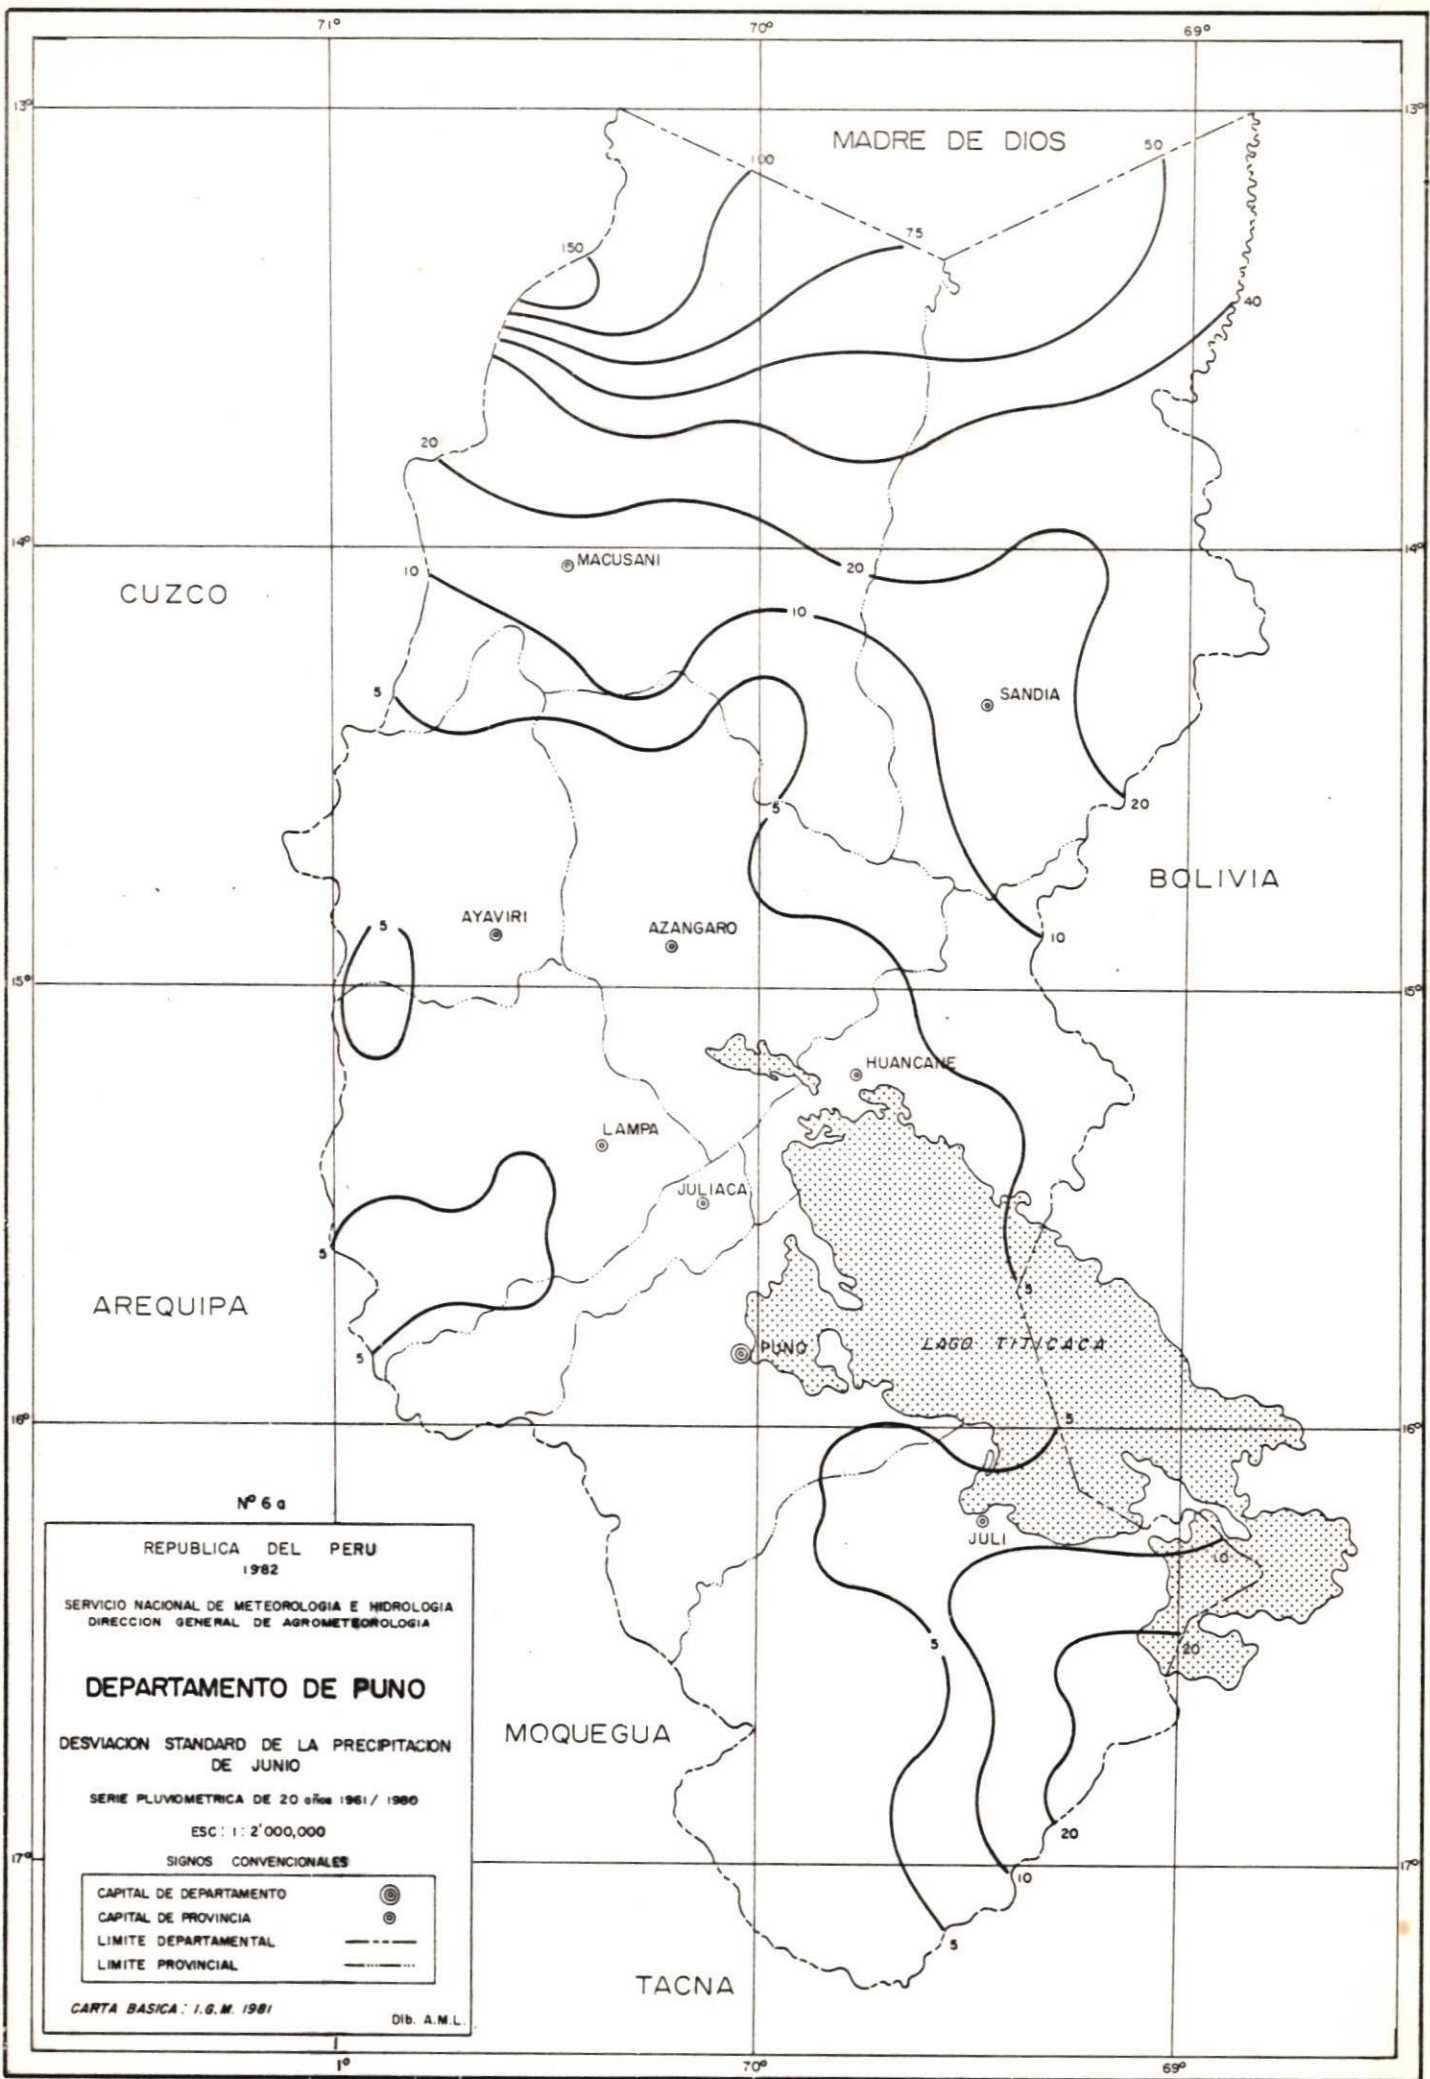 71° 70° 69°
13° 13°
MADRE DE DIOS
100 50
75
150
40
20
14° 14°
MACUSANI
20
10
CUZCO
10
5
SANDIA
5
20
BOLIVIA
AYAVIRI
AZANGARO
5
10
15° 15°
HUANCANE
LAMPA
JULIACA
5
5
AREQUIPA
PUNO
LAGO TITICACA
5
5
16° 16°
JULI
10
5
20
MOQUEGUA
20
17° 17°
10
5
TACNA
Nº 6 a
REPUBLICA DEL PERU
1982
SERVICIO NACIONAL DE METEOROLOGIA E HIDROLOGIA
DIRECCION GENERAL DE AGROMETEOROLOGIA
DEPARTAMENTO DE PUNO
DESVIACION STANDARD DE LA PRECIPITACION
DE JUNIO
SERIE PLUVIOMETRICA DE 20 años 1961 / 1980
ESC : 1 : 2'000,000
SIGNOS CONVENCIONALES
CAPITAL DE DEPARTAMENTO
CAPITAL DE PROVINCIA
LIMITE DEPARTAMENTAL
LIMITE PROVINCIAL
CARTA BASICA : I.G.M. 1981
Dib. A.M.L.
1° 70° 69°